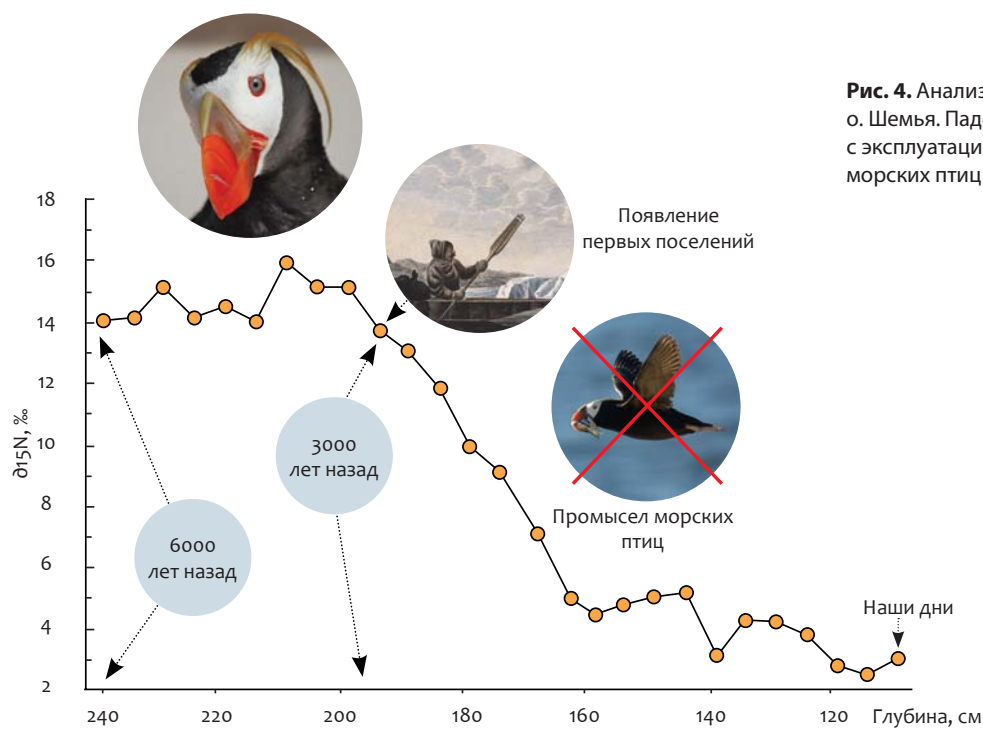 Рис. 4. Анализ
о. Шемья.
с эксплуатаци
морских птиц
Появление
первых поселений
18
16
14
12
10
8
6
4
2
∂15N, ‰
3000
лет назад
6000
лет назад
Промысел морских
птиц
Наши дни
240
220
200
180
160
140
120
Глубина, см